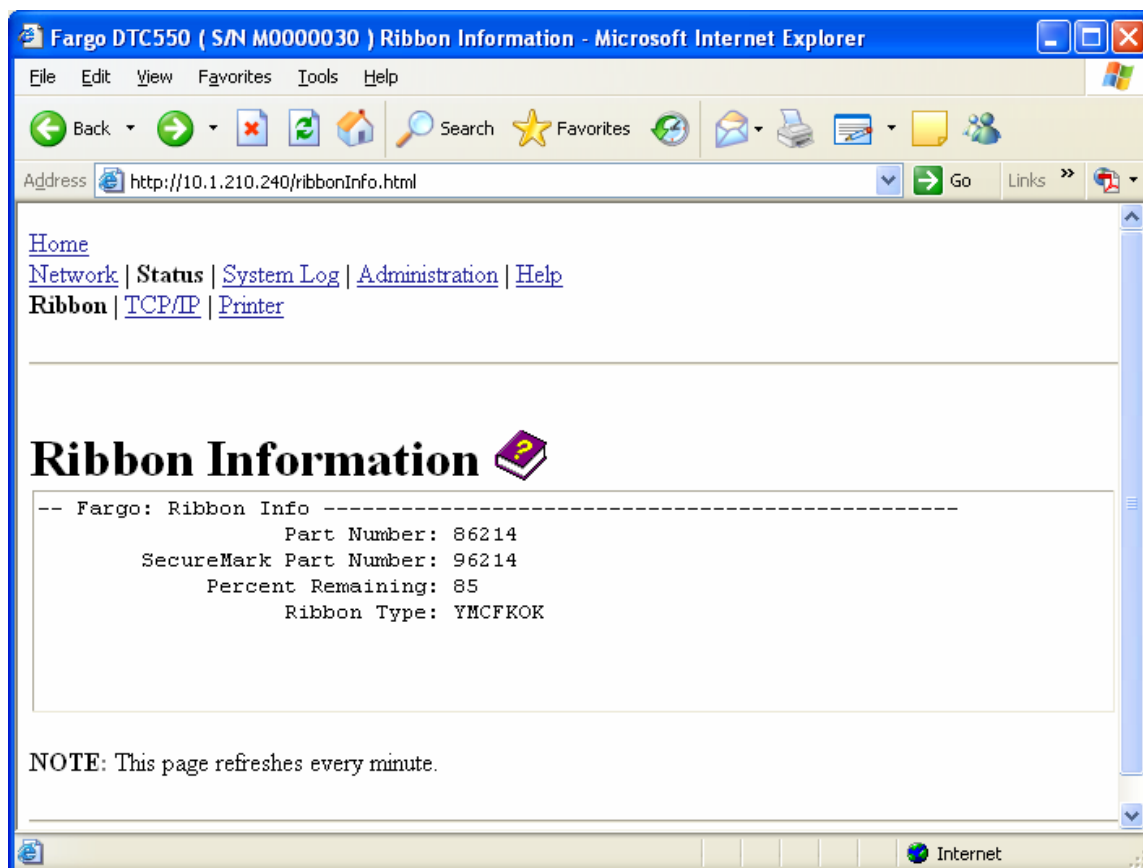 Fargo DTC550 ( S/N M0000030 ) Ribbon Information - Microsoft Internet Explorer
File Edit View Favorites Tools Help
Back Search Favorites
Address http://10.1.210.240/ribbonInfo.html Go Links »
Home
Network | Status | System Log | Administration | Help
Ribbon | TCP/IP | Printer
Ribbon Information
-- Fargo: Ribbon Info -------------------------------------------------
Part Number: 86214
SecureMark Part Number: 96214
Percent Remaining: 85
Ribbon Type: YMCFKOK
NOTE: This page refreshes every minute.
Internet